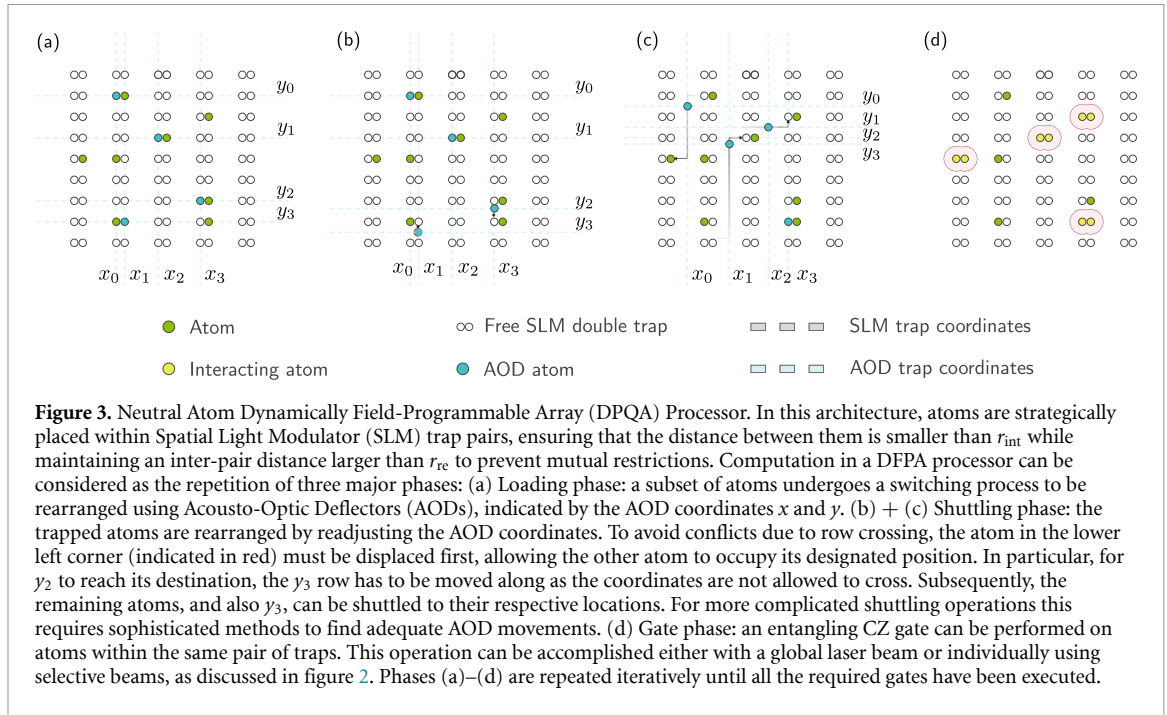 (a)
(b)
(c)
(d)
y0
y1
y2
y3
x0 x1 x2 x3
y0
y1
y2
y3
x0 x1 x2 x3
y0
y1
y2
y3
x0 x1 x2 x3
Atom
Free SLM double trap
SLM trap coordinates
Interacting atom
AOD atom
AOD trap coordinates
Figure 3. Neutral Atom Dynamically Field-Programmable Array (DPQA) Processor. In this architecture, atoms are strategically
placed within Spatial Light Modulator (SLM) trap pairs, ensuring that the distance between them is smaller than r_int while
maintaining an inter-pair distance larger than r_re to prevent mutual restrictions. Computation in a DFPA processor can be
considered as the repetition of three major phases: (a) Loading phase: a subset of atoms undergoes a switching process to be
rearranged using Acousto-Optic Deflectors (AODs), indicated by the AOD coordinates x and y. (b) + (c) Shuttling phase: the
trapped atoms are rearranged by readjusting the AOD coordinates. To avoid conflicts due to row crossing, the atom in the lower
left corner (indicated in red) must be displaced first, allowing the other atom to occupy its designated position. In particular, for
y2 to reach its destination, the y3 row has to be moved along as the coordinates are not allowed to cross. Subsequently, the
remaining atoms, and also y3, can be shuttled to their respective locations. For more complicated shuttling operations this
requires sophisticated methods to find adequate AOD movements. (d) Gate phase: an entangling CZ gate can be performed on
atoms within the same pair of traps. This operation can be accomplished either with a global laser beam or individually using
selective beams, as discussed in figure 2. Phases (a)–(d) are repeated iteratively until all the required gates have been executed.